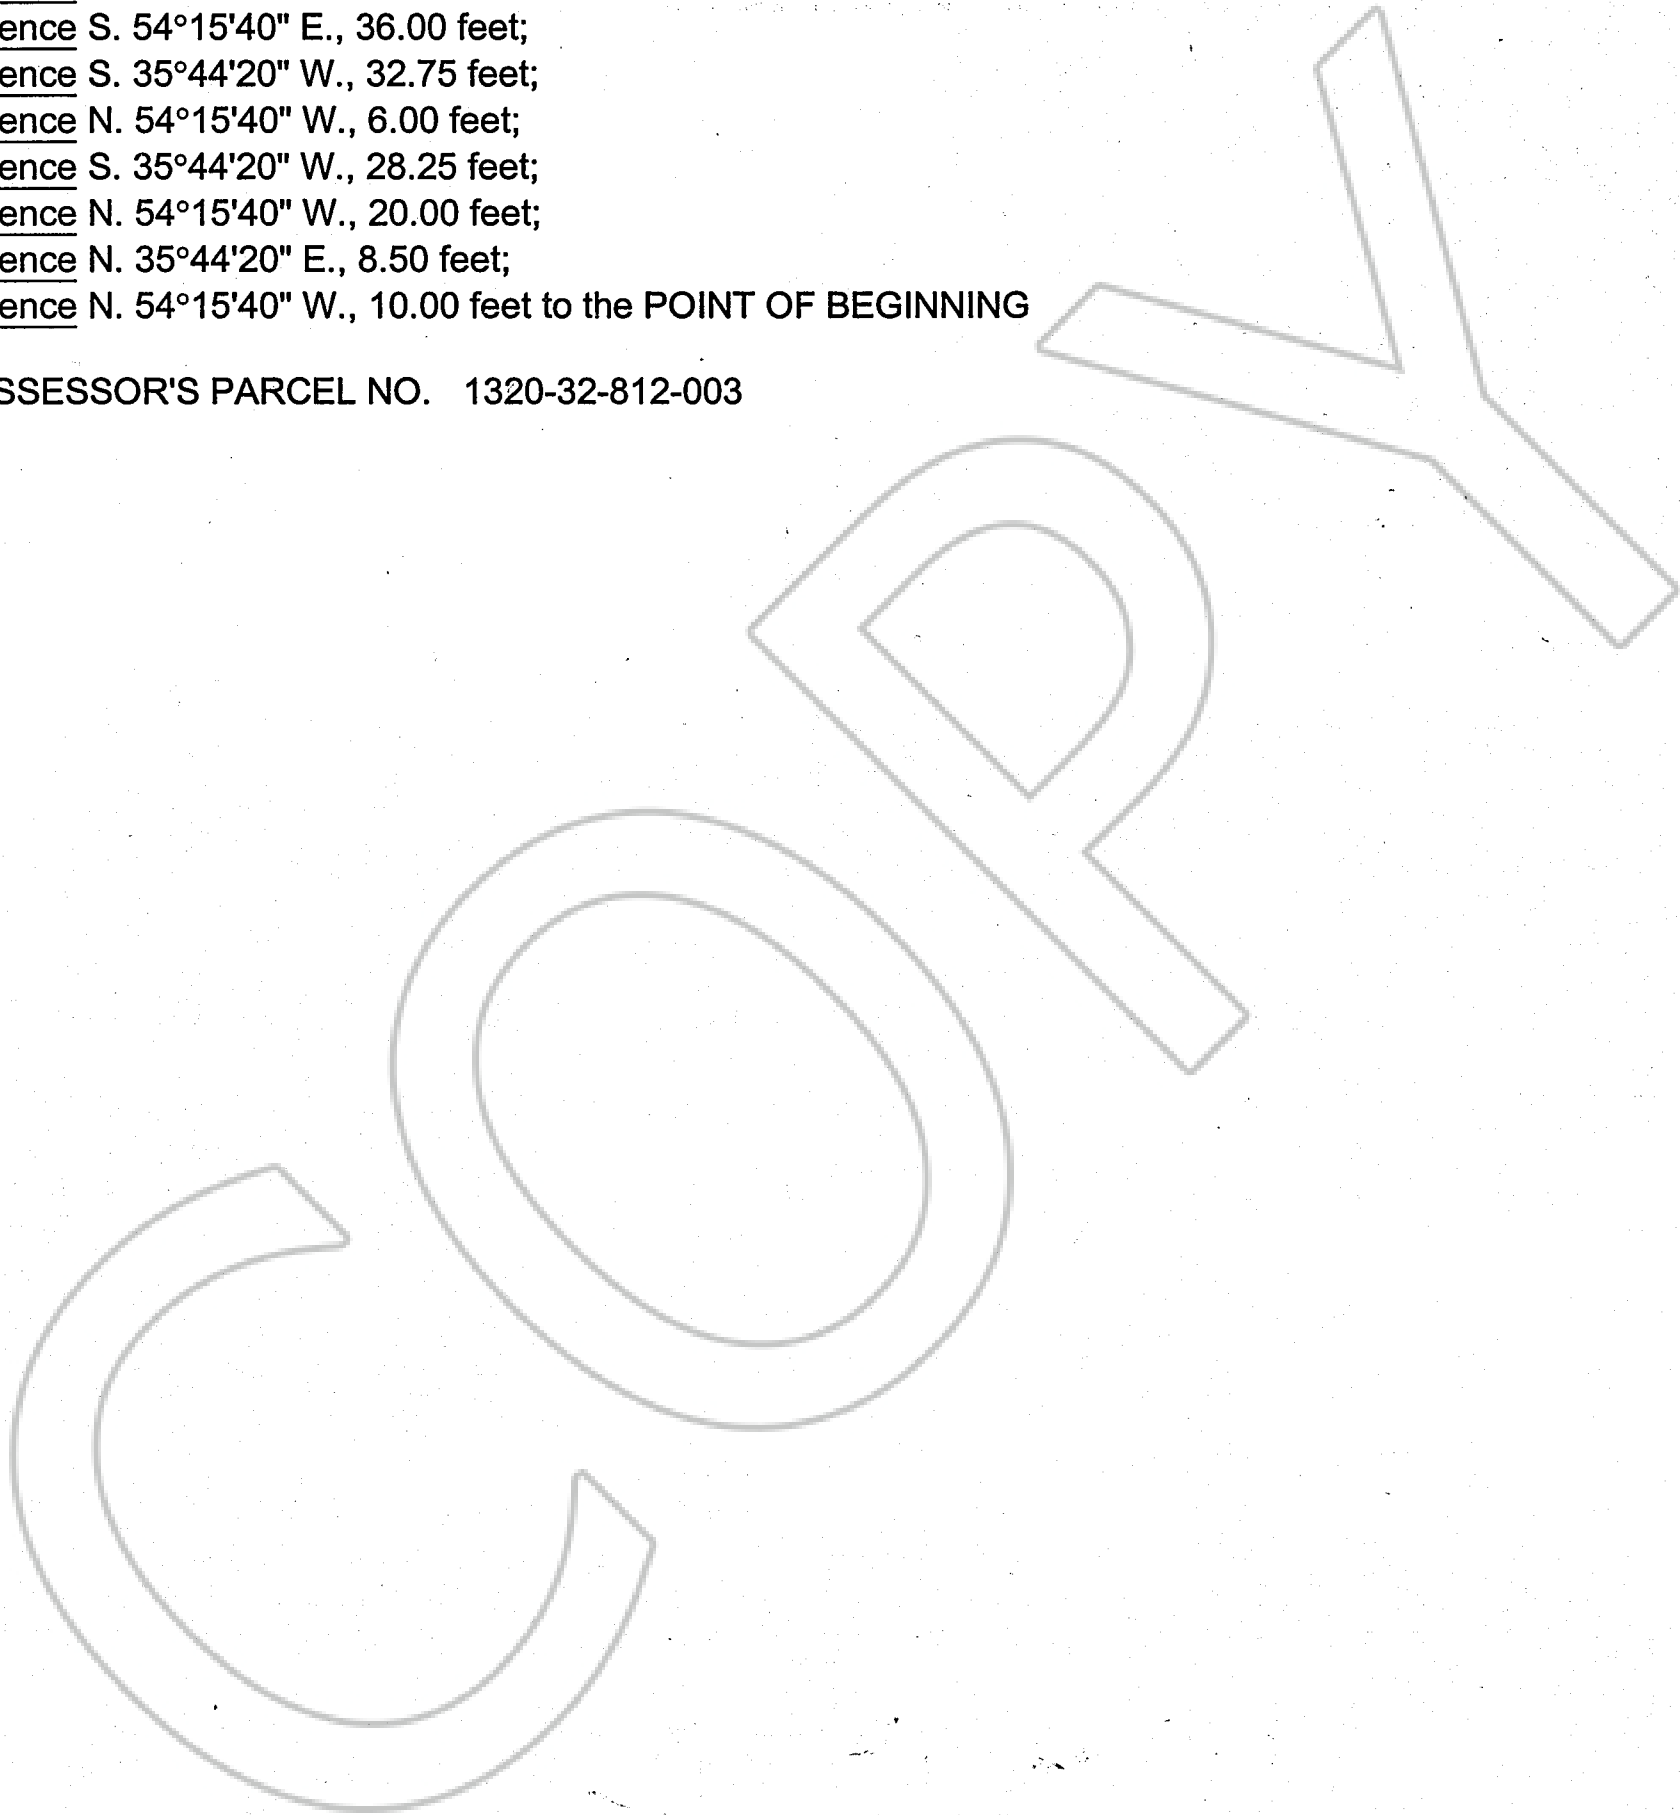 ence S. 54°15'40" E., 36.00 feet;
ence S. 35°44'20" W., 32.75 feet;
ence N. 54°15'40" W., 6.00 feet;
ence S. 35°44'20" W., 28.25 feet;
ence N. 54°15'40" W., 20.00 feet;
ence N. 35°44'20" E., 8.50 feet;
ence N. 54°15'40" W., 10.00 feet to the POINT OF BEGINNING
SSESSOR'S PARCEL NO. 1320-32-812-003
COPY